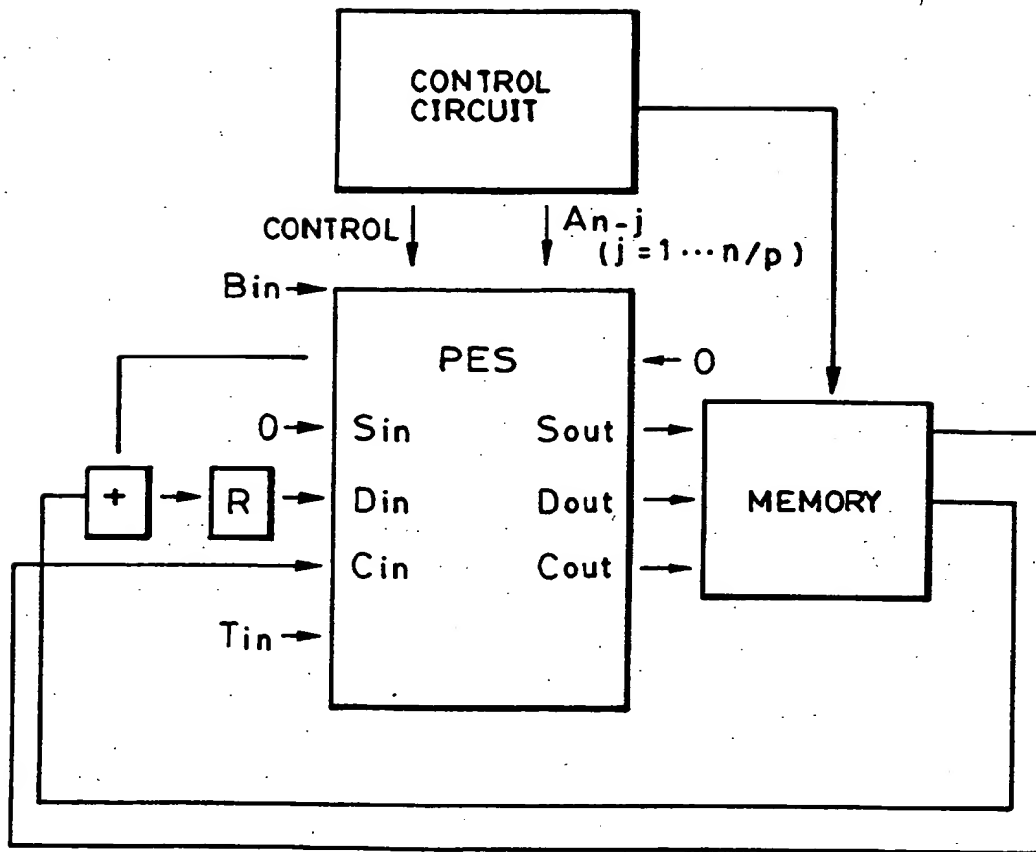 CONTROL
CIRCUIT
CONTROL
An-j
(j=1···n/p)
Bin
PES
0
0
Sin
Sout
+
R
Din
Dout
MEMORY
Cin
Cout
Tin